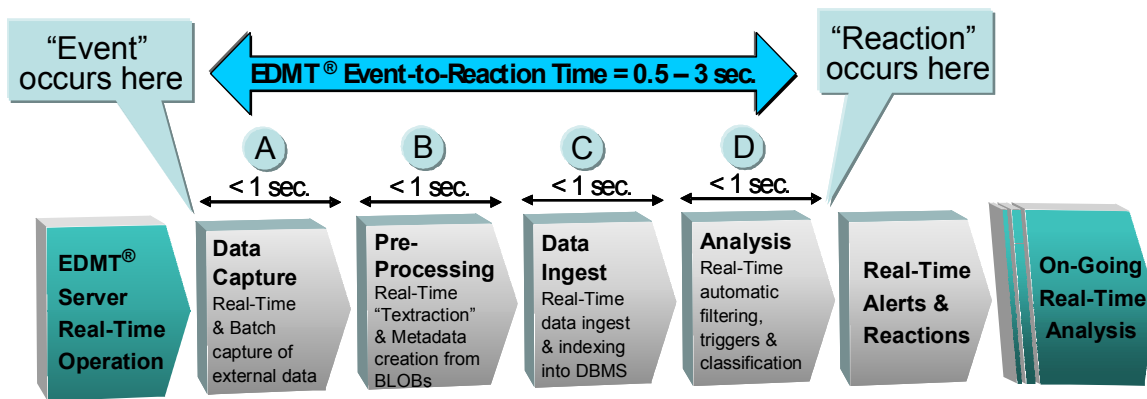 “Event”
occurs here
EDMT® Event-to-Reaction Time = 0.5 – 3 sec.
“Reaction”
occurs here
A
B
C
D
< 1 sec.
< 1 sec.
< 1 sec.
< 1 sec.
EDMT®
Server
Real-Time
Operation
Data
Capture
Real-Time
& Batch
capture of
external data
Pre-
Processing
Real-Time
“Textraction”
& Metadata
creation from
BLOBs
Data
Ingest
Real-Time
data ingest
& indexing
into DBMS
Analysis
Real-Time
automatic
filtering,
triggers &
classification
Real-Time
Alerts &
Reactions
On-Going
Real-Time
Analysis